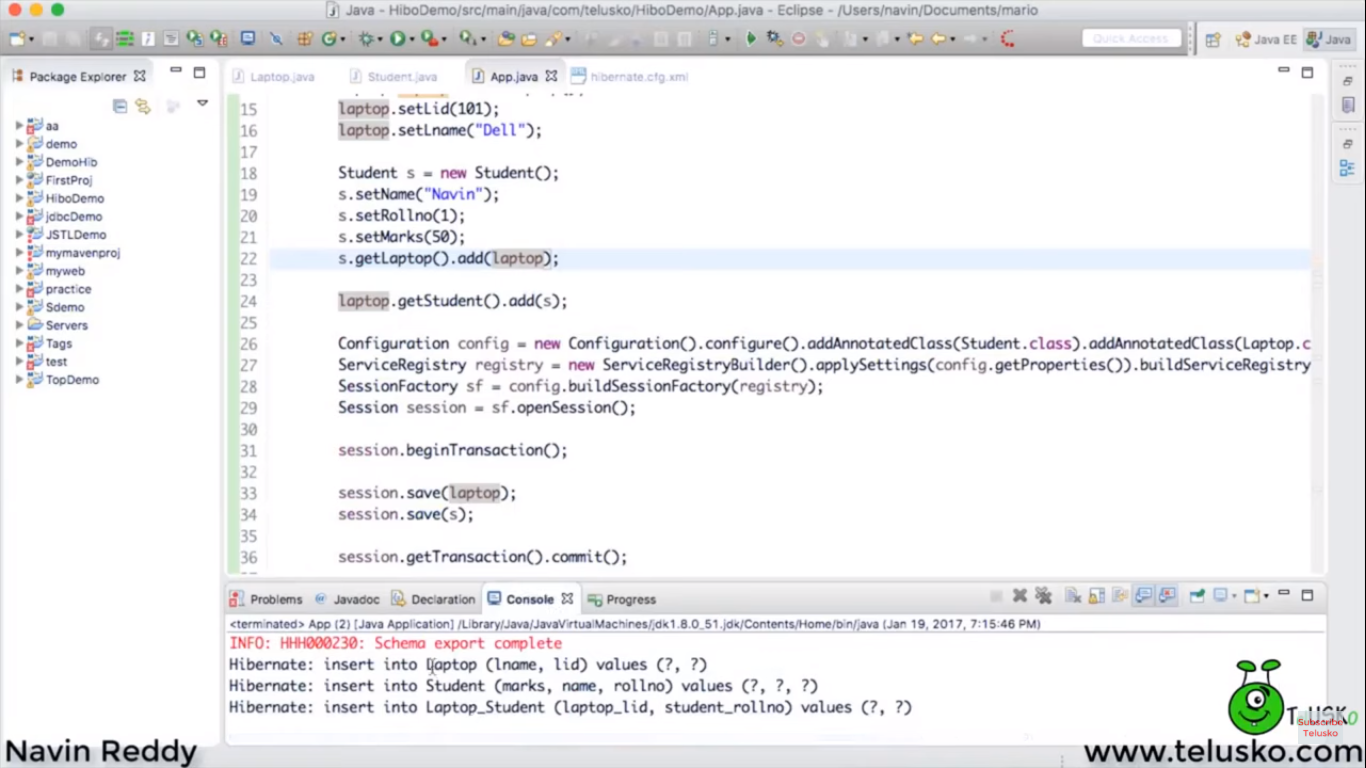 Java - HiboDemo/src/main/java/com/telusko/HiboDemo/App.java - Eclipse - /Users/navin/Documents/mario
Quick Access
Java EE
Java
Package Explorer
Laptop.java
Student.java
App.java
hibernate.cfg.xml
aa
demo
DemoHib
FirstProj
HiboDemo
jdbcDemo
JSTLDemo
mymavenproj
myweb
practice
Sdemo
Servers
Tags
test
TopDemo
15 laptop.setLid(101);
16 laptop.setLname("Dell");
17
18 Student s = new Student();
19 s.setName("Navin");
20 s.setRollno(1);
21 s.setMarks(50);
22 s.getLaptop().add(laptop);
23
24 laptop.getStudent().add(s);
25
26 Configuration config = new Configuration().configure().addAnnotatedClass(Student.class).addAnnotatedClass(Laptop.c
27 ServiceRegistry registry = new ServiceRegistryBuilder().applySettings(config.getProperties()).buildServiceRegistry
28 SessionFactory sf = config.buildSessionFactory(registry);
29 Session session = sf.openSession();
30
31 session.beginTransaction();
32
33 session.save(laptop);
34 session.save(s);
35
36 session.getTransaction().commit();
Problems @ Javadoc Declaration Console Progress
<terminated> App (2) [Java Application] /Library/Java/JavaVirtualMachines/jdk1.8.0_51.jdk/Contents/Home/bin/java (Jan 19, 2017, 7:15:46 PM)
INFO: HHH000230: Schema export complete
Hibernate: insert into Laptop (lname, lid) values (?, ?)
Hibernate: insert into Student (marks, name, rollno) values (?, ?, ?)
Hibernate: insert into Laptop_Student (laptop_lid, student_rollno) values (?, ?)
Subscribe
Telusko
Navin Reddy
www.telusko.com